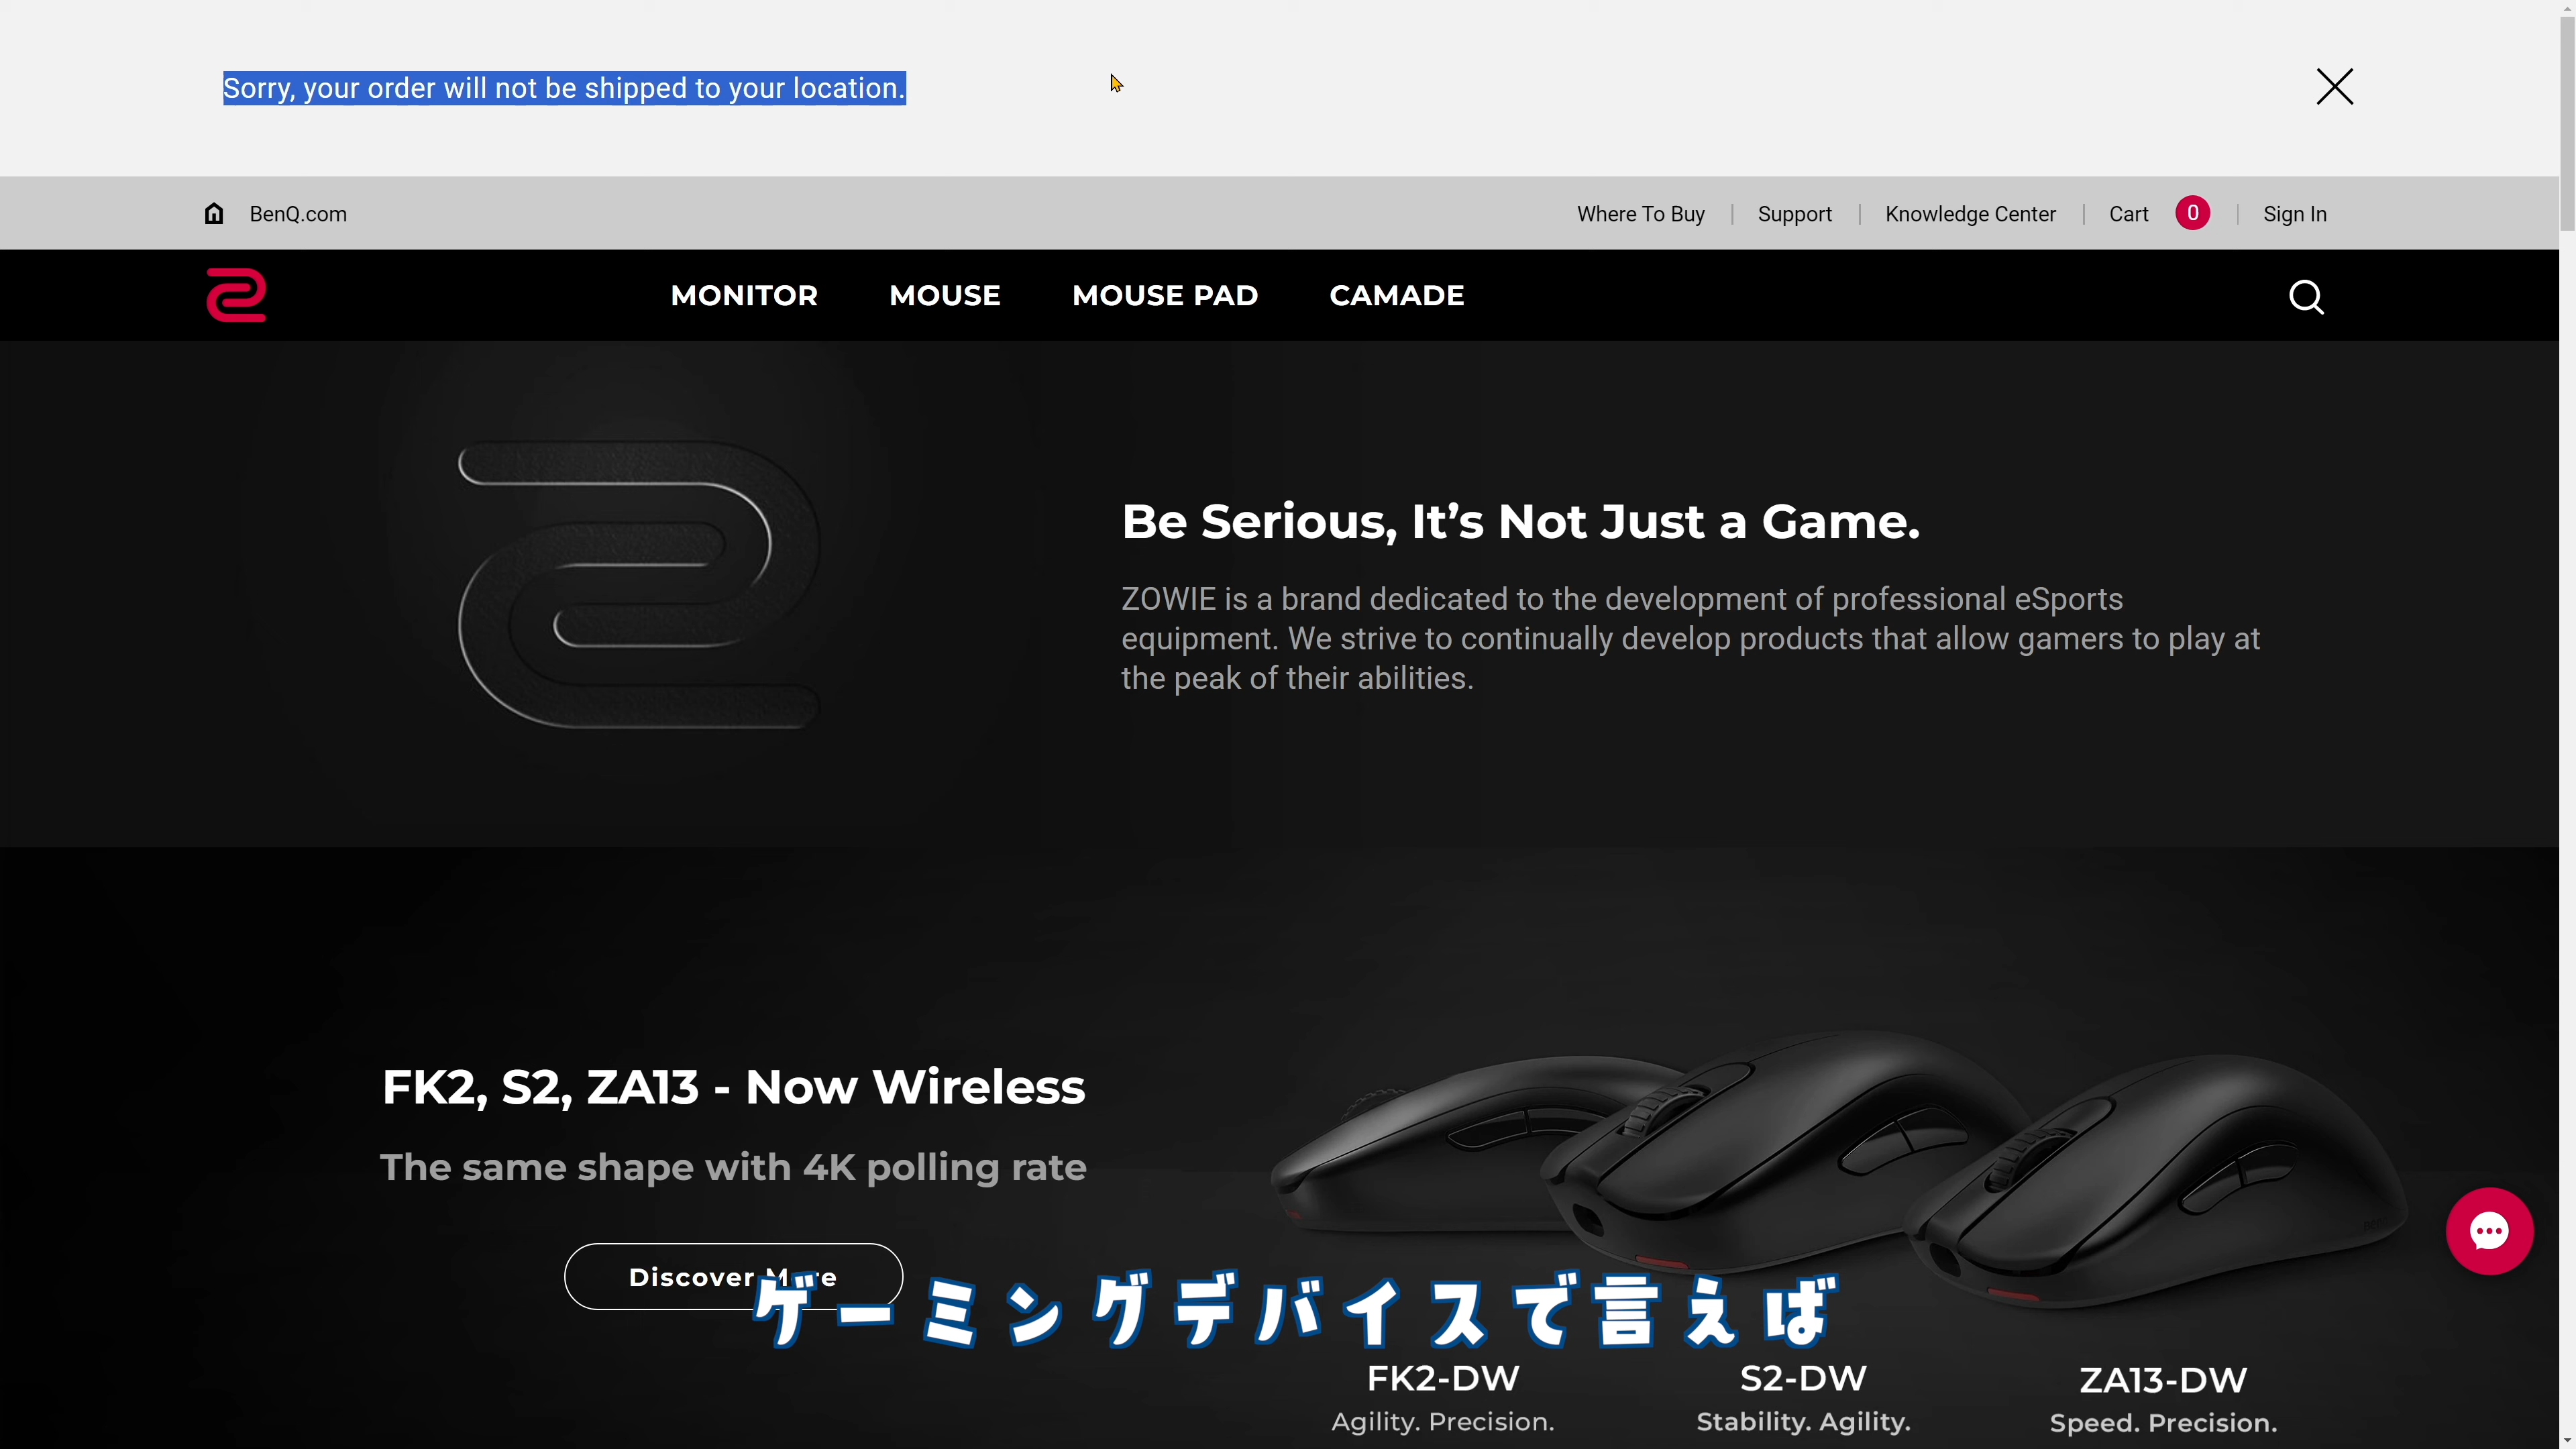 Sorry, your order will not be shipped to your location.
BenQ.com
Where To Buy
Support
Knowledge Center
Cart
0
Sign In
MONITOR
MOUSE
MOUSE PAD
CAMADE
Be Serious, It's Not Just a Game.
ZOWIE is a brand dedicated to the development of professional eSports
equipment. We strive to continually develop products that allow gamers to play at
the peak of their abilities.
FK2, S2, ZA13 - Now Wireless
The same shape with 4K polling rate
Discover More
ゲーミングデバイスで言えば
FK2-DW
Agility. Precision.
S2-DW
Stability. Agility.
ZA13-DW
Speed. Precision.